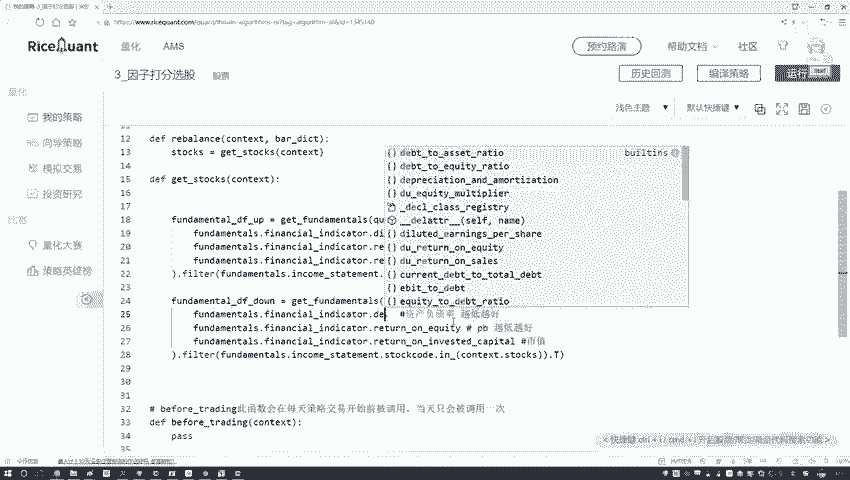 RiceQuant
量化
AMS
预约路演
帮助文档
社区
3_因子打分选股
股票
历史回测
编译策略
运行
量化
我的策略
向导策略
模拟交易
投资研究
比赛
量化大赛
策略英雄榜
浅色主题
默认快捷键
12 def rebalance(context, bar_dict):
13 stocks = get_stocks(context)
14
15 def get_stocks(context):
16
17
18 fundamental_df_up = get_fundamentals(qu
19 fundamentals.financial_indicator.di
20 fundamentals.financial_indicator.re
21 fundamentals.financial_indicator.re
22 ).filter(fundamentals.income_statement.
23
24 fundamental_df_down = get_fundamentals(
25 fundamentals.financial_indicator.de #资产负债率 越低越好
26 fundamentals.financial_indicator.return_on_equity # pb 越低越好
27 fundamentals.financial_indicator.return_on_invested_capital #市值
28 ).filter(fundamentals.income_statement.stockcode.in_(context.stocks)).T)
29
30
31
32 # before_trading此函数会在每天策略交易开始前被调用，当天只会被调用一次
33 def before_trading(context):
34 pass
debt_to_asset_ratio builtins
debt_to_equity_ratio
depreciation_and_amortization
du_equity_multiplier
_decl_class_registry
__delattr__(self, name)
diluted_earnings_per_share
du_return_on_equity
du_return_on_sales
current_debt_to_total_debt
ebit_to_debt
equity_to_debt_ratio